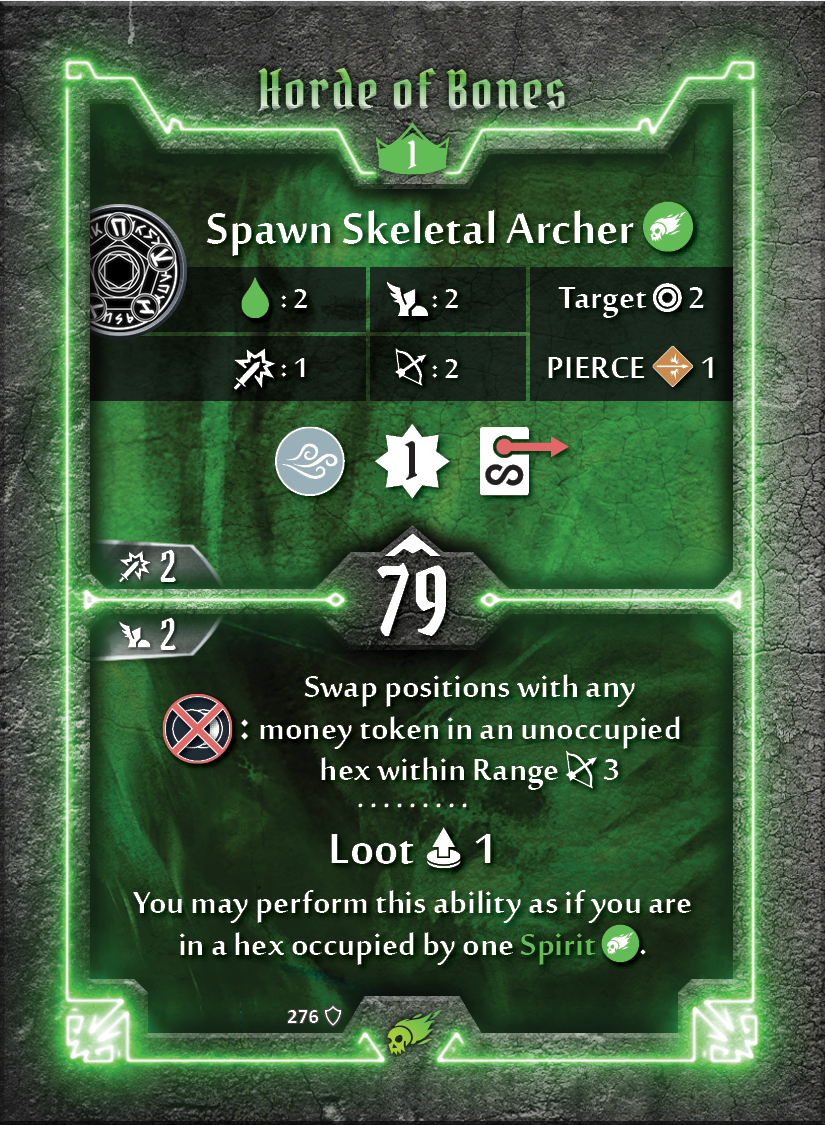 Horde of Bones
1
Spawn Skeletal Archer
: 2
: 2
Target 2
: 1
: 2
PIERCE 1
1
2
79
2
Swap positions with any
: money token in an unoccupied
hex within Range 3
Loot 1
You may perform this ability as if you are
in a hex occupied by one Spirit .
276